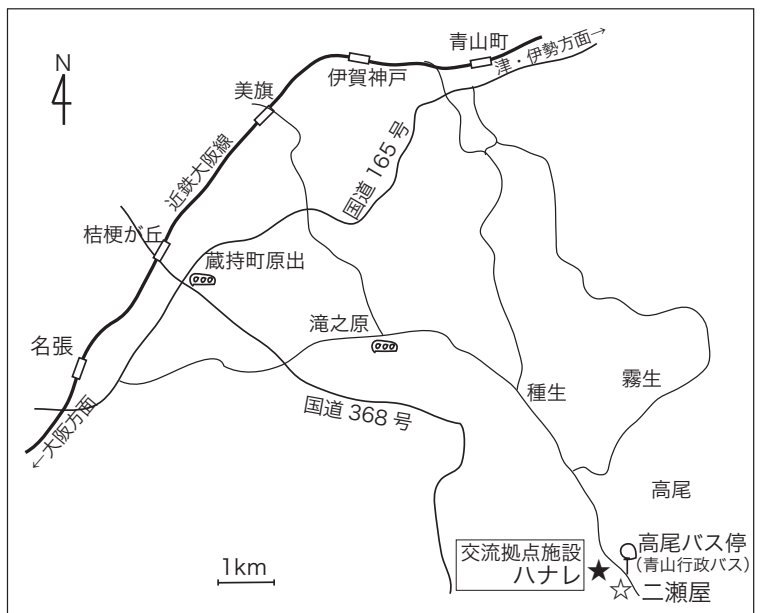 青山町
津・伊勢方面→
伊賀神戸
N
美旗
近鉄大阪線
国道165号
桔梗が丘
蔵持町原出
滝之原
名張
種生
霧生
国道368号
←大阪方面
高尾
高尾バス停
(青山行政バス)
交流拠点施設
ハナレ
二瀬屋
1km